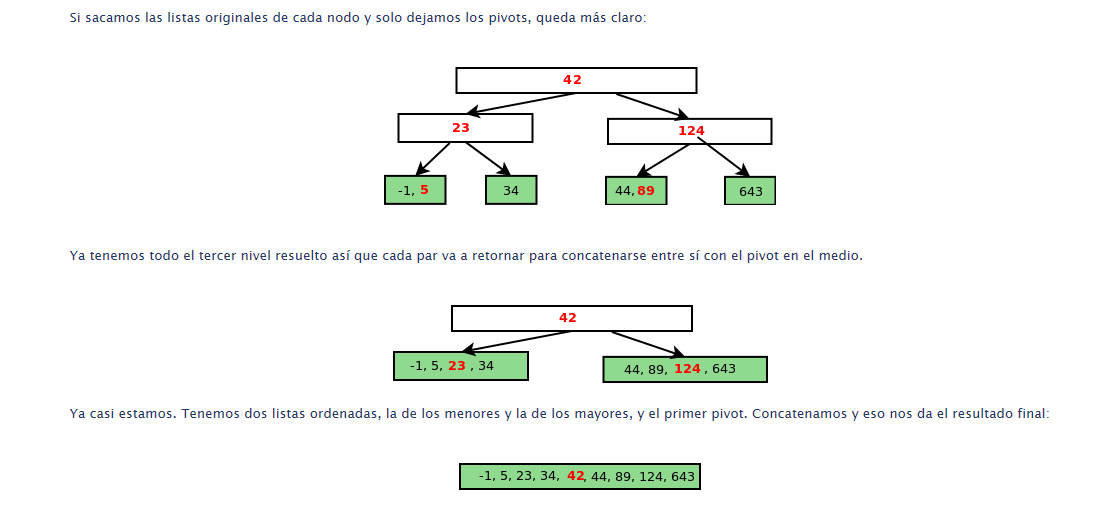 Si sacamos las listas originales de cada nodo y solo dejamos los pivots, queda más claro:
42
23
124
-1, 5
34
44, 89
643
Ya tenemos todo el tercer nivel resuelto así que cada par va a retornar para concatenarse entre sí con el pivot en el medio.
42
-1, 5, 23 , 34
44, 89, 124 , 643
Ya casi estamos. Tenemos dos listas ordenadas, la de los menores y la de los mayores, y el primer pivot. Concatenamos y eso nos da el resultado final:
-1, 5, 23, 34, 42, 44, 89, 124, 643